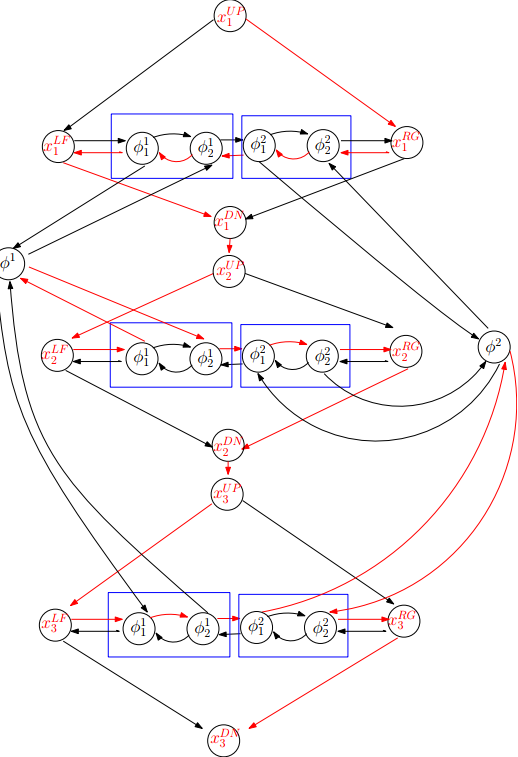 x_1^{UP}
x_1^{LF} ϕ_1^1 ϕ_2^1 ϕ_1^2 ϕ_2^2 x_1^{RG}
x_1^{DN}
ϕ^1
x_2^{UP}
ϕ^2
x_2^{LF} ϕ_1^1 ϕ_2^1 ϕ_1^2 ϕ_2^2 x_2^{RG}
x_2^{DN}
x_3^{UP}
x_3^{LF} ϕ_1^1 ϕ_2^1 ϕ_1^2 ϕ_2^2 x_3^{RG}
x_3^{DN}